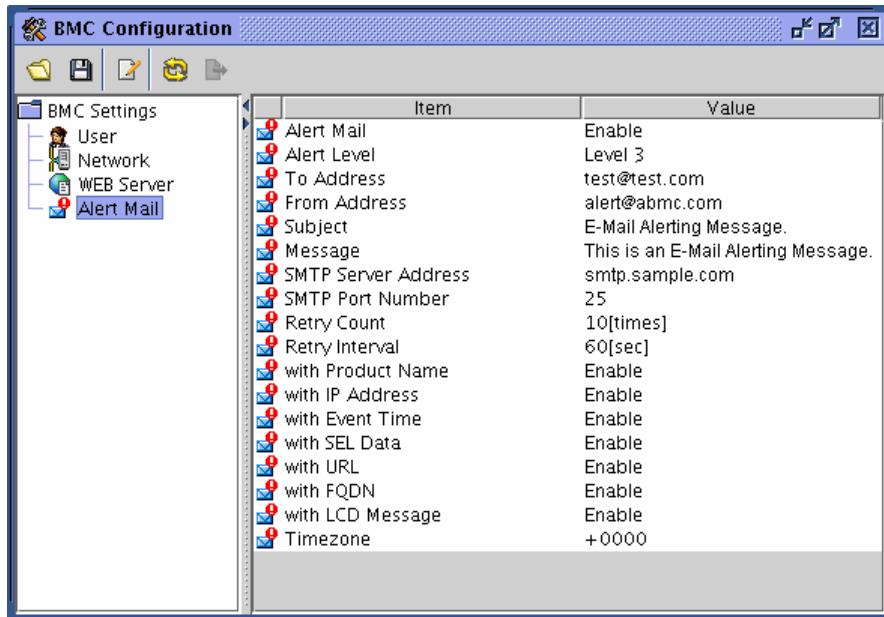 BMC Configuration
BMC Settings
User
Network
WEB Server
Alert Mail
Item Value
Alert Mail Enable
Alert Level Level 3
To Address test@test.com
From Address alert@abmc.com
Subject E-Mail Alerting Message.
Message This is an E-Mail Alerting Message.
SMTP Server Address smtp.sample.com
SMTP Port Number 25
Retry Count 10[times]
Retry Interval 60[sec]
with Product Name Enable
with IP Address Enable
with Event Time Enable
with SEL Data Enable
with URL Enable
with FQDN Enable
with LCD Message Enable
Timezone +0000